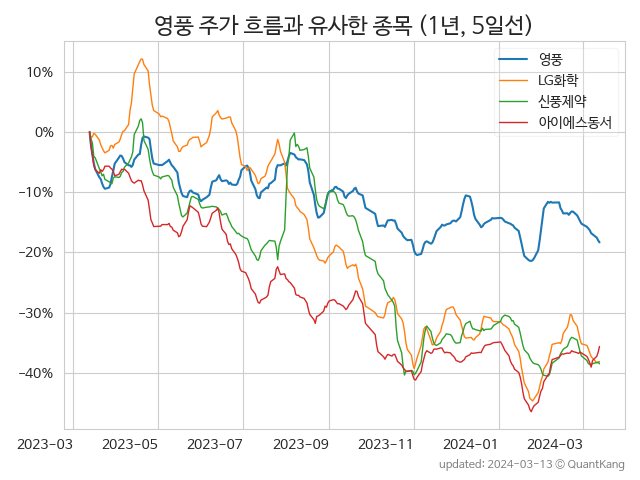 영풍 주가 흐름과 유사한 종목 (1년, 5일선)
영풍
LG화학
신풍제약
아이에스동서
10%
0%
−10%
−20%
−30%
−40%
2023−03
2023−05
2023−07
2023−09
2023−11
2024−01
2024−03
updated: 2024-03-13 © QuantKang